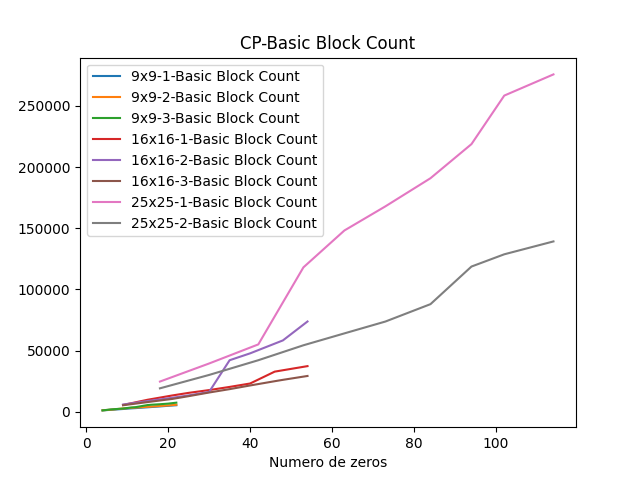 CP-Basic Block Count
9x9-1-Basic Block Count
9x9-2-Basic Block Count
9x9-3-Basic Block Count
16x16-1-Basic Block Count
16x16-2-Basic Block Count
16x16-3-Basic Block Count
25x25-1-Basic Block Count
25x25-2-Basic Block Count
250000
200000
150000
100000
50000
0
0 20 40 60 80 100
Numero de zeros